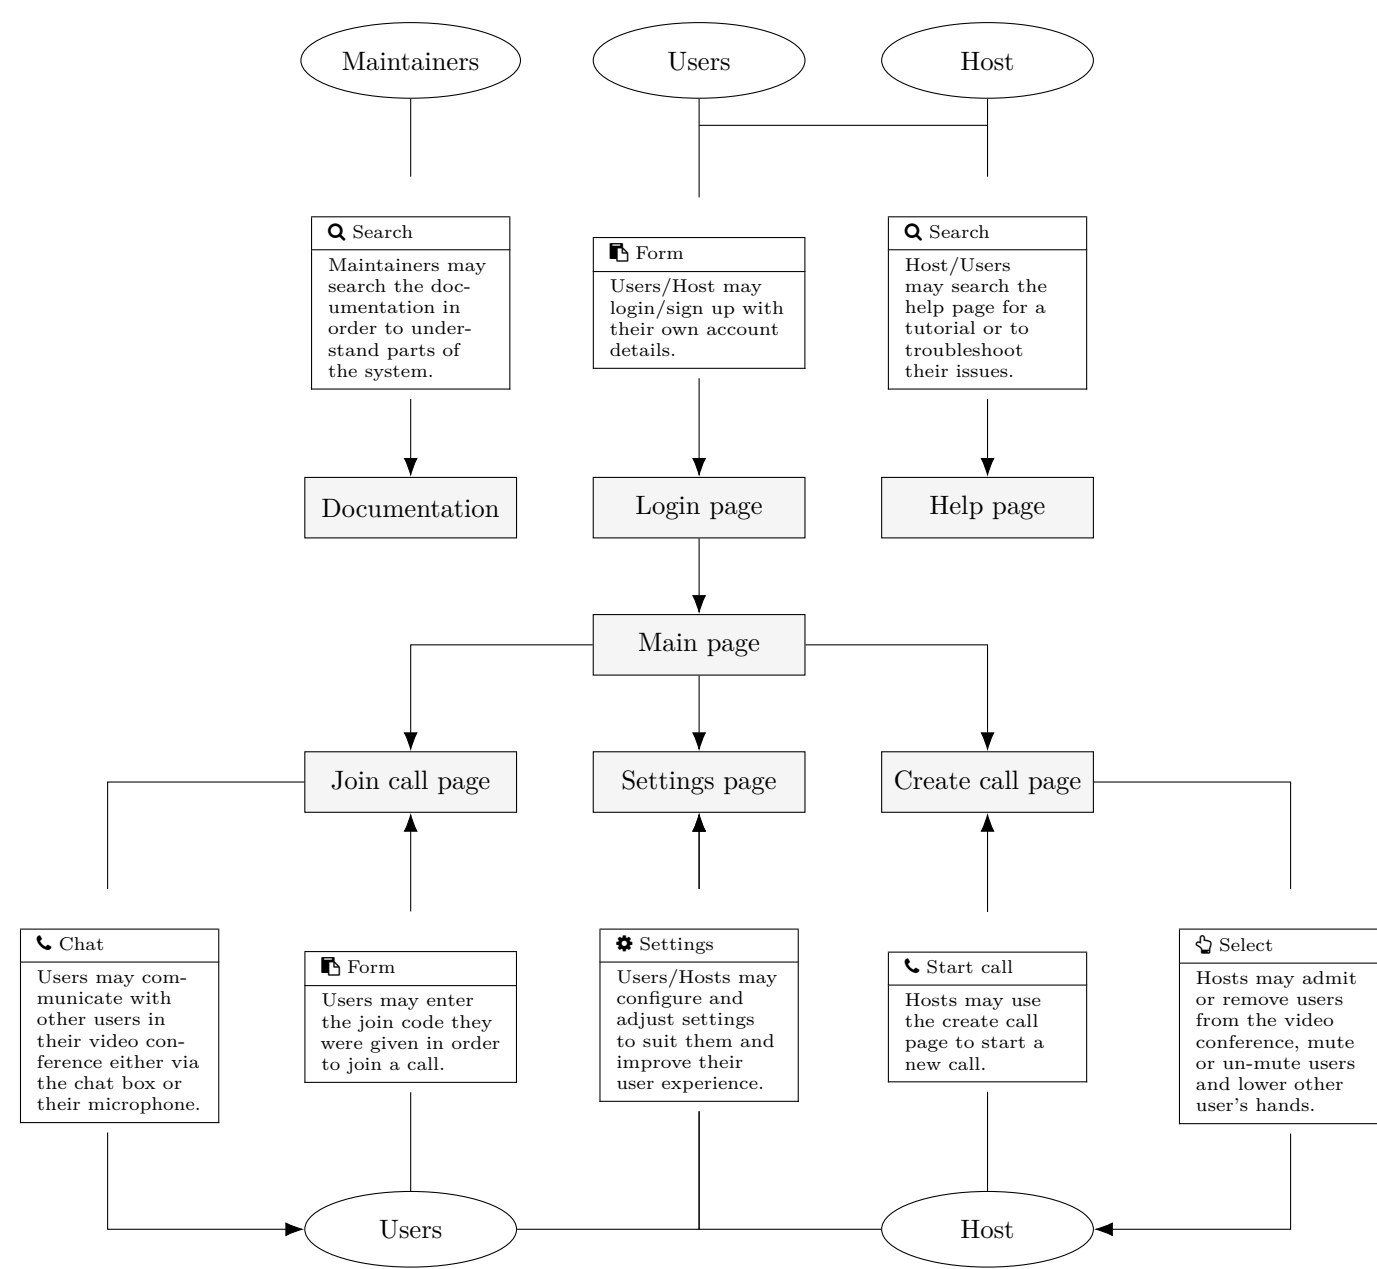 Maintainers
Users
Host
Search
Maintainers may
search the doc-
umentation in
order to under-
stand parts of
the system.
Form
Users/Host may
login/sign up with
their own account
details.
Search
Host/Users
may search the
help page for a
tutorial or to
troubleshoot
their issues.
Documentation
Login page
Help page
Main page
Join call page
Settings page
Create call page
Chat
Users may com-
municate with
other users in
their video con-
ference either via
the chat box or
their microphone.
Form
Users may enter
the join code they
were given in order
to join a call.
Settings
Users/Hosts may
configure and
adjust settings
to suit them and
improve their
user experience.
Start call
Hosts may use
the create call
page to start a
new call.
Select
Hosts may admit
or remove users
from the video
conference, mute
or un-mute users
and lower other
user's hands.
Users
Host